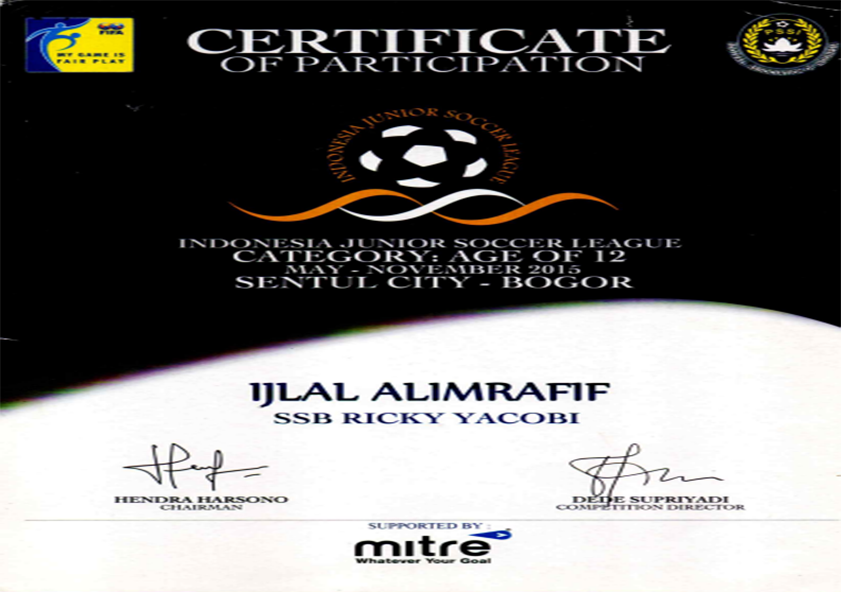 FIFA
MY GAME IS
FAIR PLAY
CERTIFICATE
OF PARTICIPATION
PSSI
INDONESIA JUNIOR SOCCER LEAGUE
INDONESIA JUNIOR SOCCER LEAGUE
CATEGORY: AGE OF 12
MAY - NOVEMBER 2015
SENTUL CITY - BOGOR
IJLAL ALIMRAFIF
SSB RICKY YACOBI
HENDRA HARSONO
CHAIRMAN
DEDE SUPRIYADI
COMPETITION DIRECTOR
SUPPORTED BY :
mitre
Whatever Your Goal